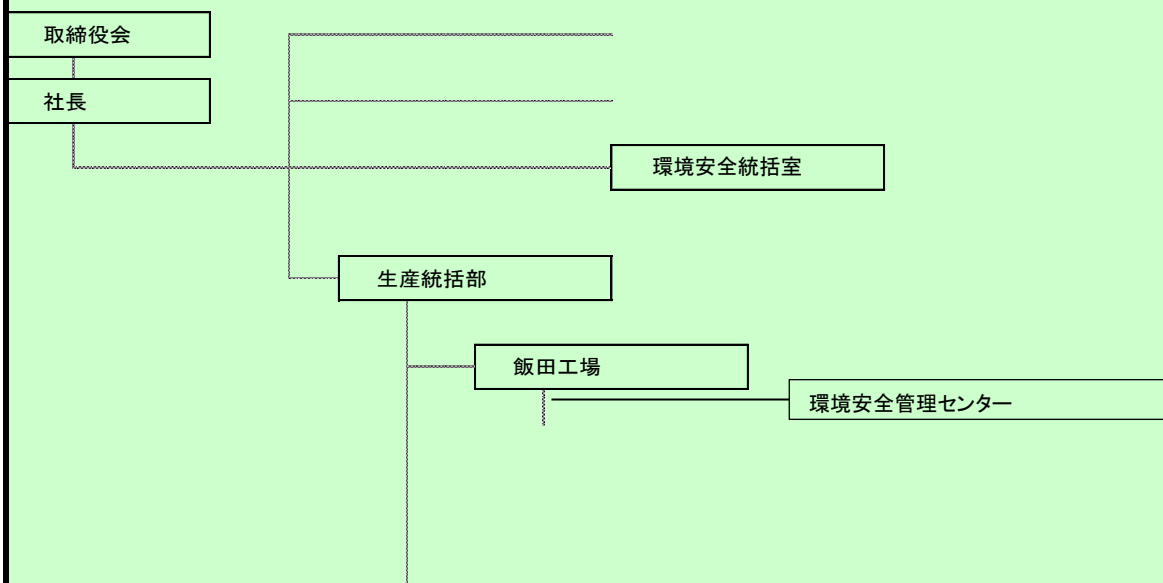 取締役会
社長
環境安全統括室
生産統括部
飯田工場
環境安全管理センター